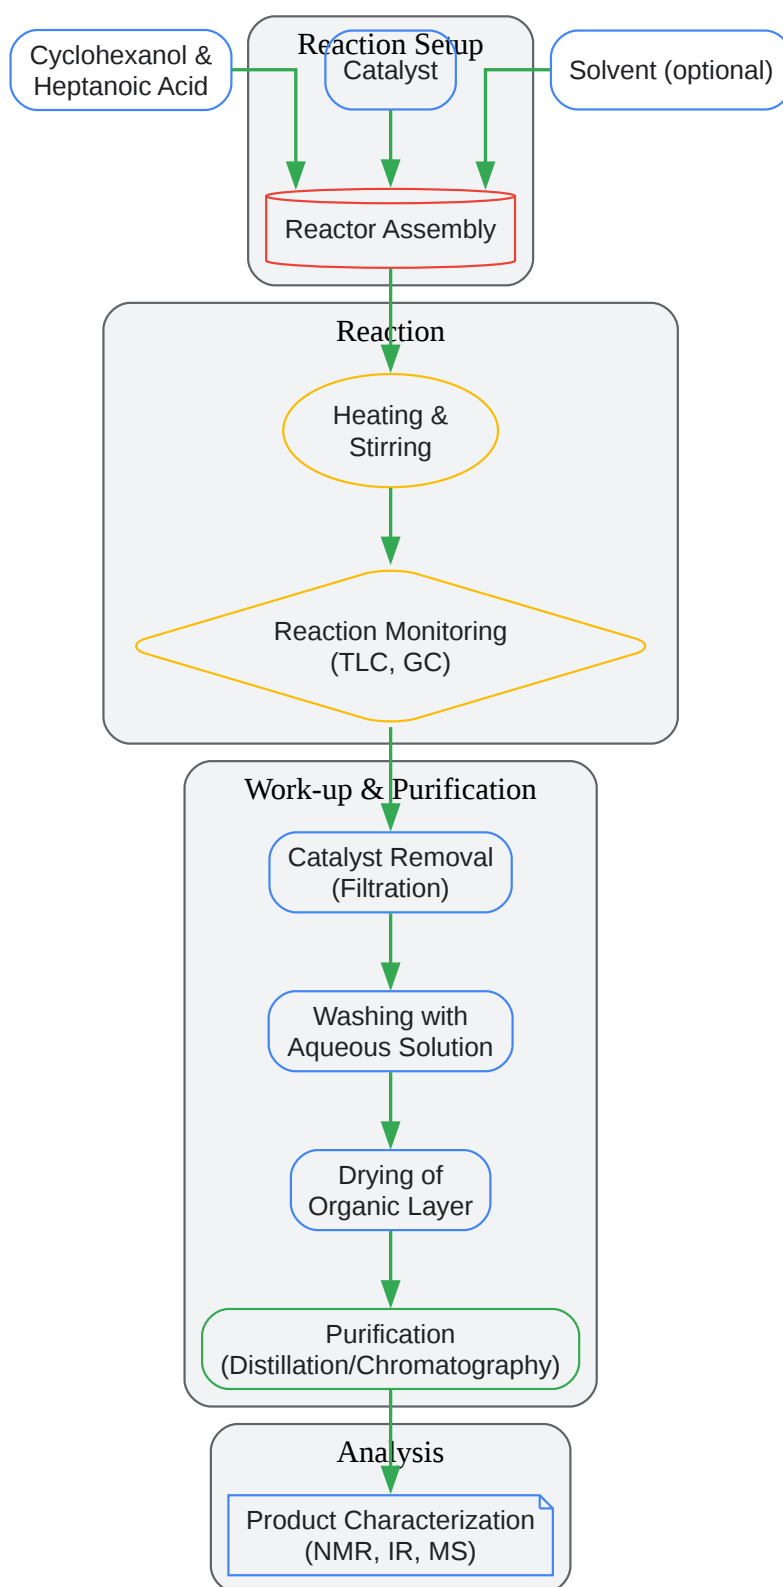 Reaction Setup
Cyclohexanol &
Heptanoic Acid
Catalyst
Solvent (optional)
Reactor Assembly
Reaction
Heating &
Stirring
Reaction Monitoring
(TLC, GC)
Work-up & Purification
Catalyst Removal
(Filtration)
Washing with
Aqueous Solution
Drying of
Organic Layer
Purification
(Distillation/Chromatography)
Analysis
Product Characterization
(NMR, IR, MS)